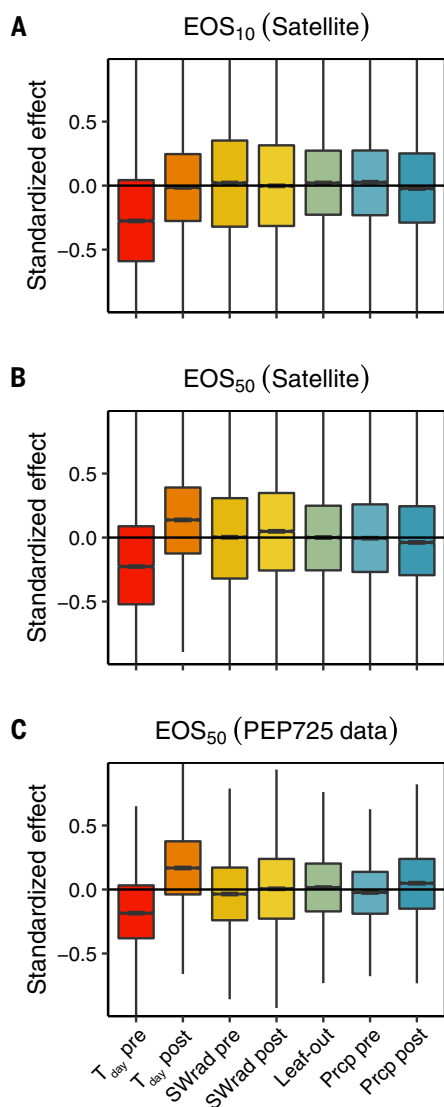 A
EOS₁₀ (Satellite)
Standardized effect
0.5
0.0
−0.5
B
EOS₅₀ (Satellite)
Standardized effect
0.5
0.0
−0.5
C
EOS₅₀ (PEP725 data)
Standardized effect
0.5
0.0
−0.5
T day pre
T day post
SWrad pre
SWrad post
Leaf-out
Prcp pre
Prcp post